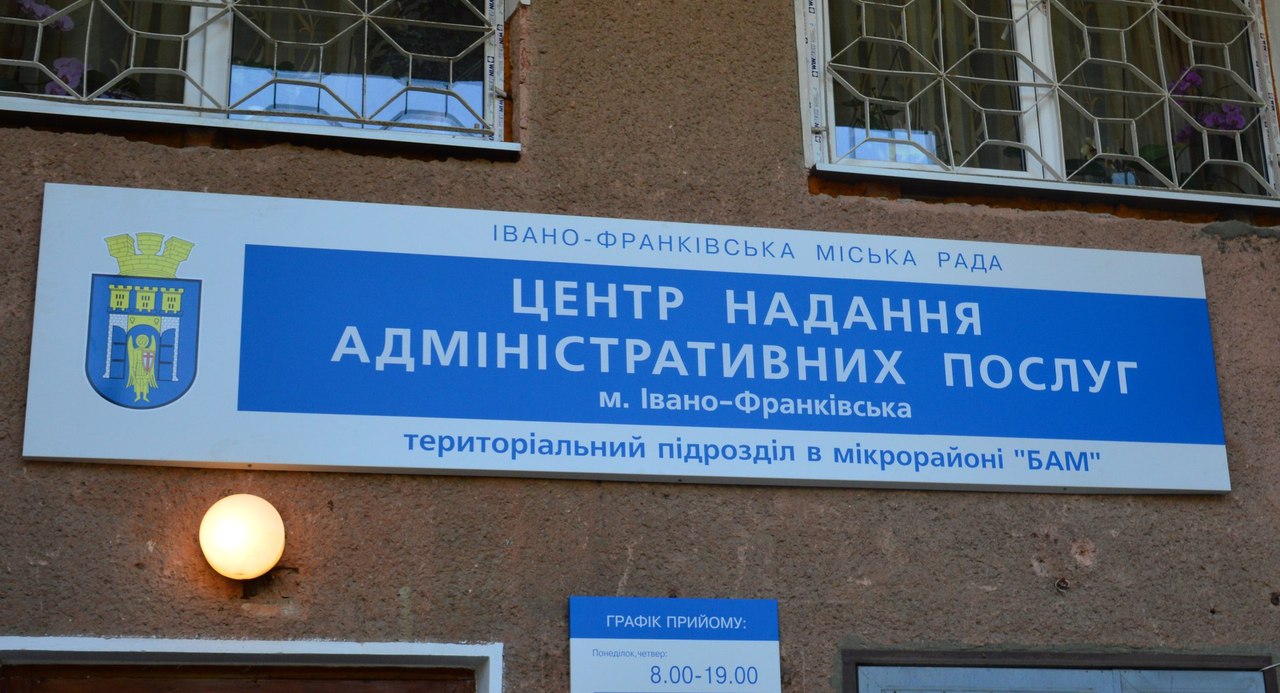 ІВАНО-ФРАНКІВСЬКА МІСЬКА РАДА
ЦЕНТР НАДАННЯ
АДМІНІСТРАТИВНИХ ПОСЛУГ
м. Івано-Франківська
територіальний підрозділ в мікрорайоні "БАМ"
ГРАФІК ПРИЙОМУ:
Понеділок,четвер:
8.00-19.00